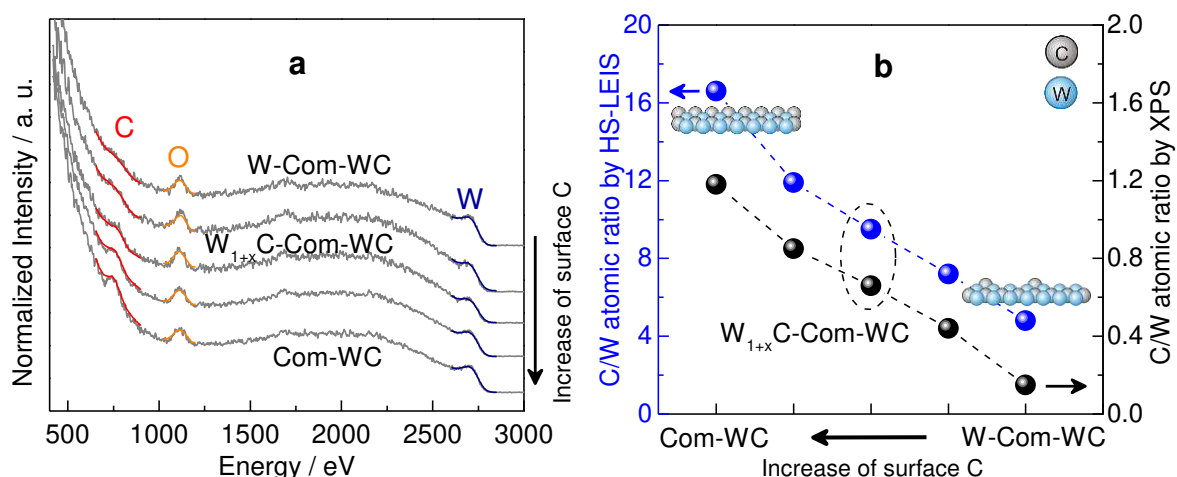 a
C
O
W
W-Com-WC
W1+xC-Com-WC
Com-WC
Normalized Intensity / a. u.
500 1000 1500 2000 2500 3000
Energy / eV
Increase of surface C
b
C
W
20
16
12
8
4
0
C/W atomic ratio by HS-LEIS
2.0
1.6
1.2
0.8
0.4
0.0
C/W atomic ratio by XPS
W1+xC-Com-WC
Com-WC W-Com-WC
Increase of surface C